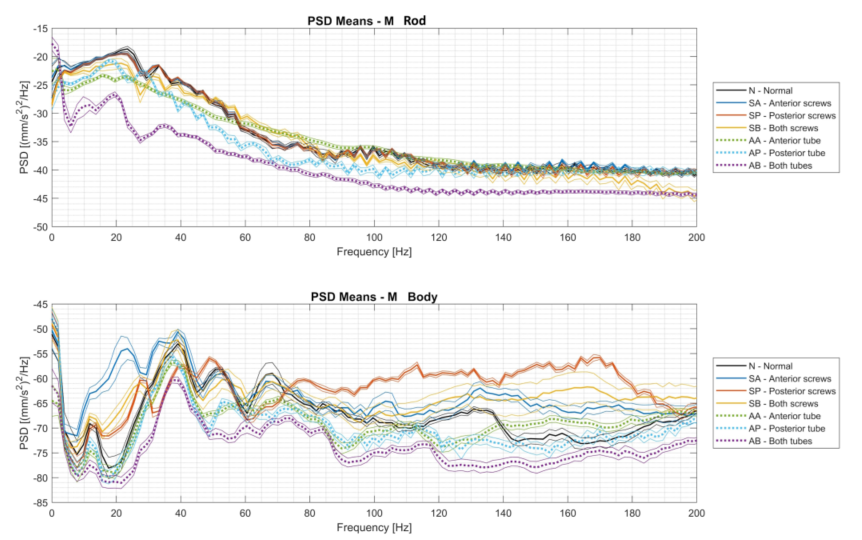 PSD Means - M Rod
-15
-20
-25
-30
-35
-40
-45
-50
PSD [(mm/s²)²/Hz]
0 20 40 60 80 100 120 140 160 180 200
Frequency [Hz]
N - Normal
SA - Anterior screws
SP - Posterior screws
SB - Both screws
AA - Anterior tube
AP - Posterior tube
AB - Both tubes
PSD Means - M Body
-45
-50
-55
-60
-65
-70
-75
-80
-85
PSD [(mm/s²)²/Hz]
0 20 40 60 80 100 120 140 160 180 200
Frequency [Hz]
N - Normal
SA - Anterior screws
SP - Posterior screws
SB - Both screws
AA - Anterior tube
AP - Posterior tube
AB - Both tubes